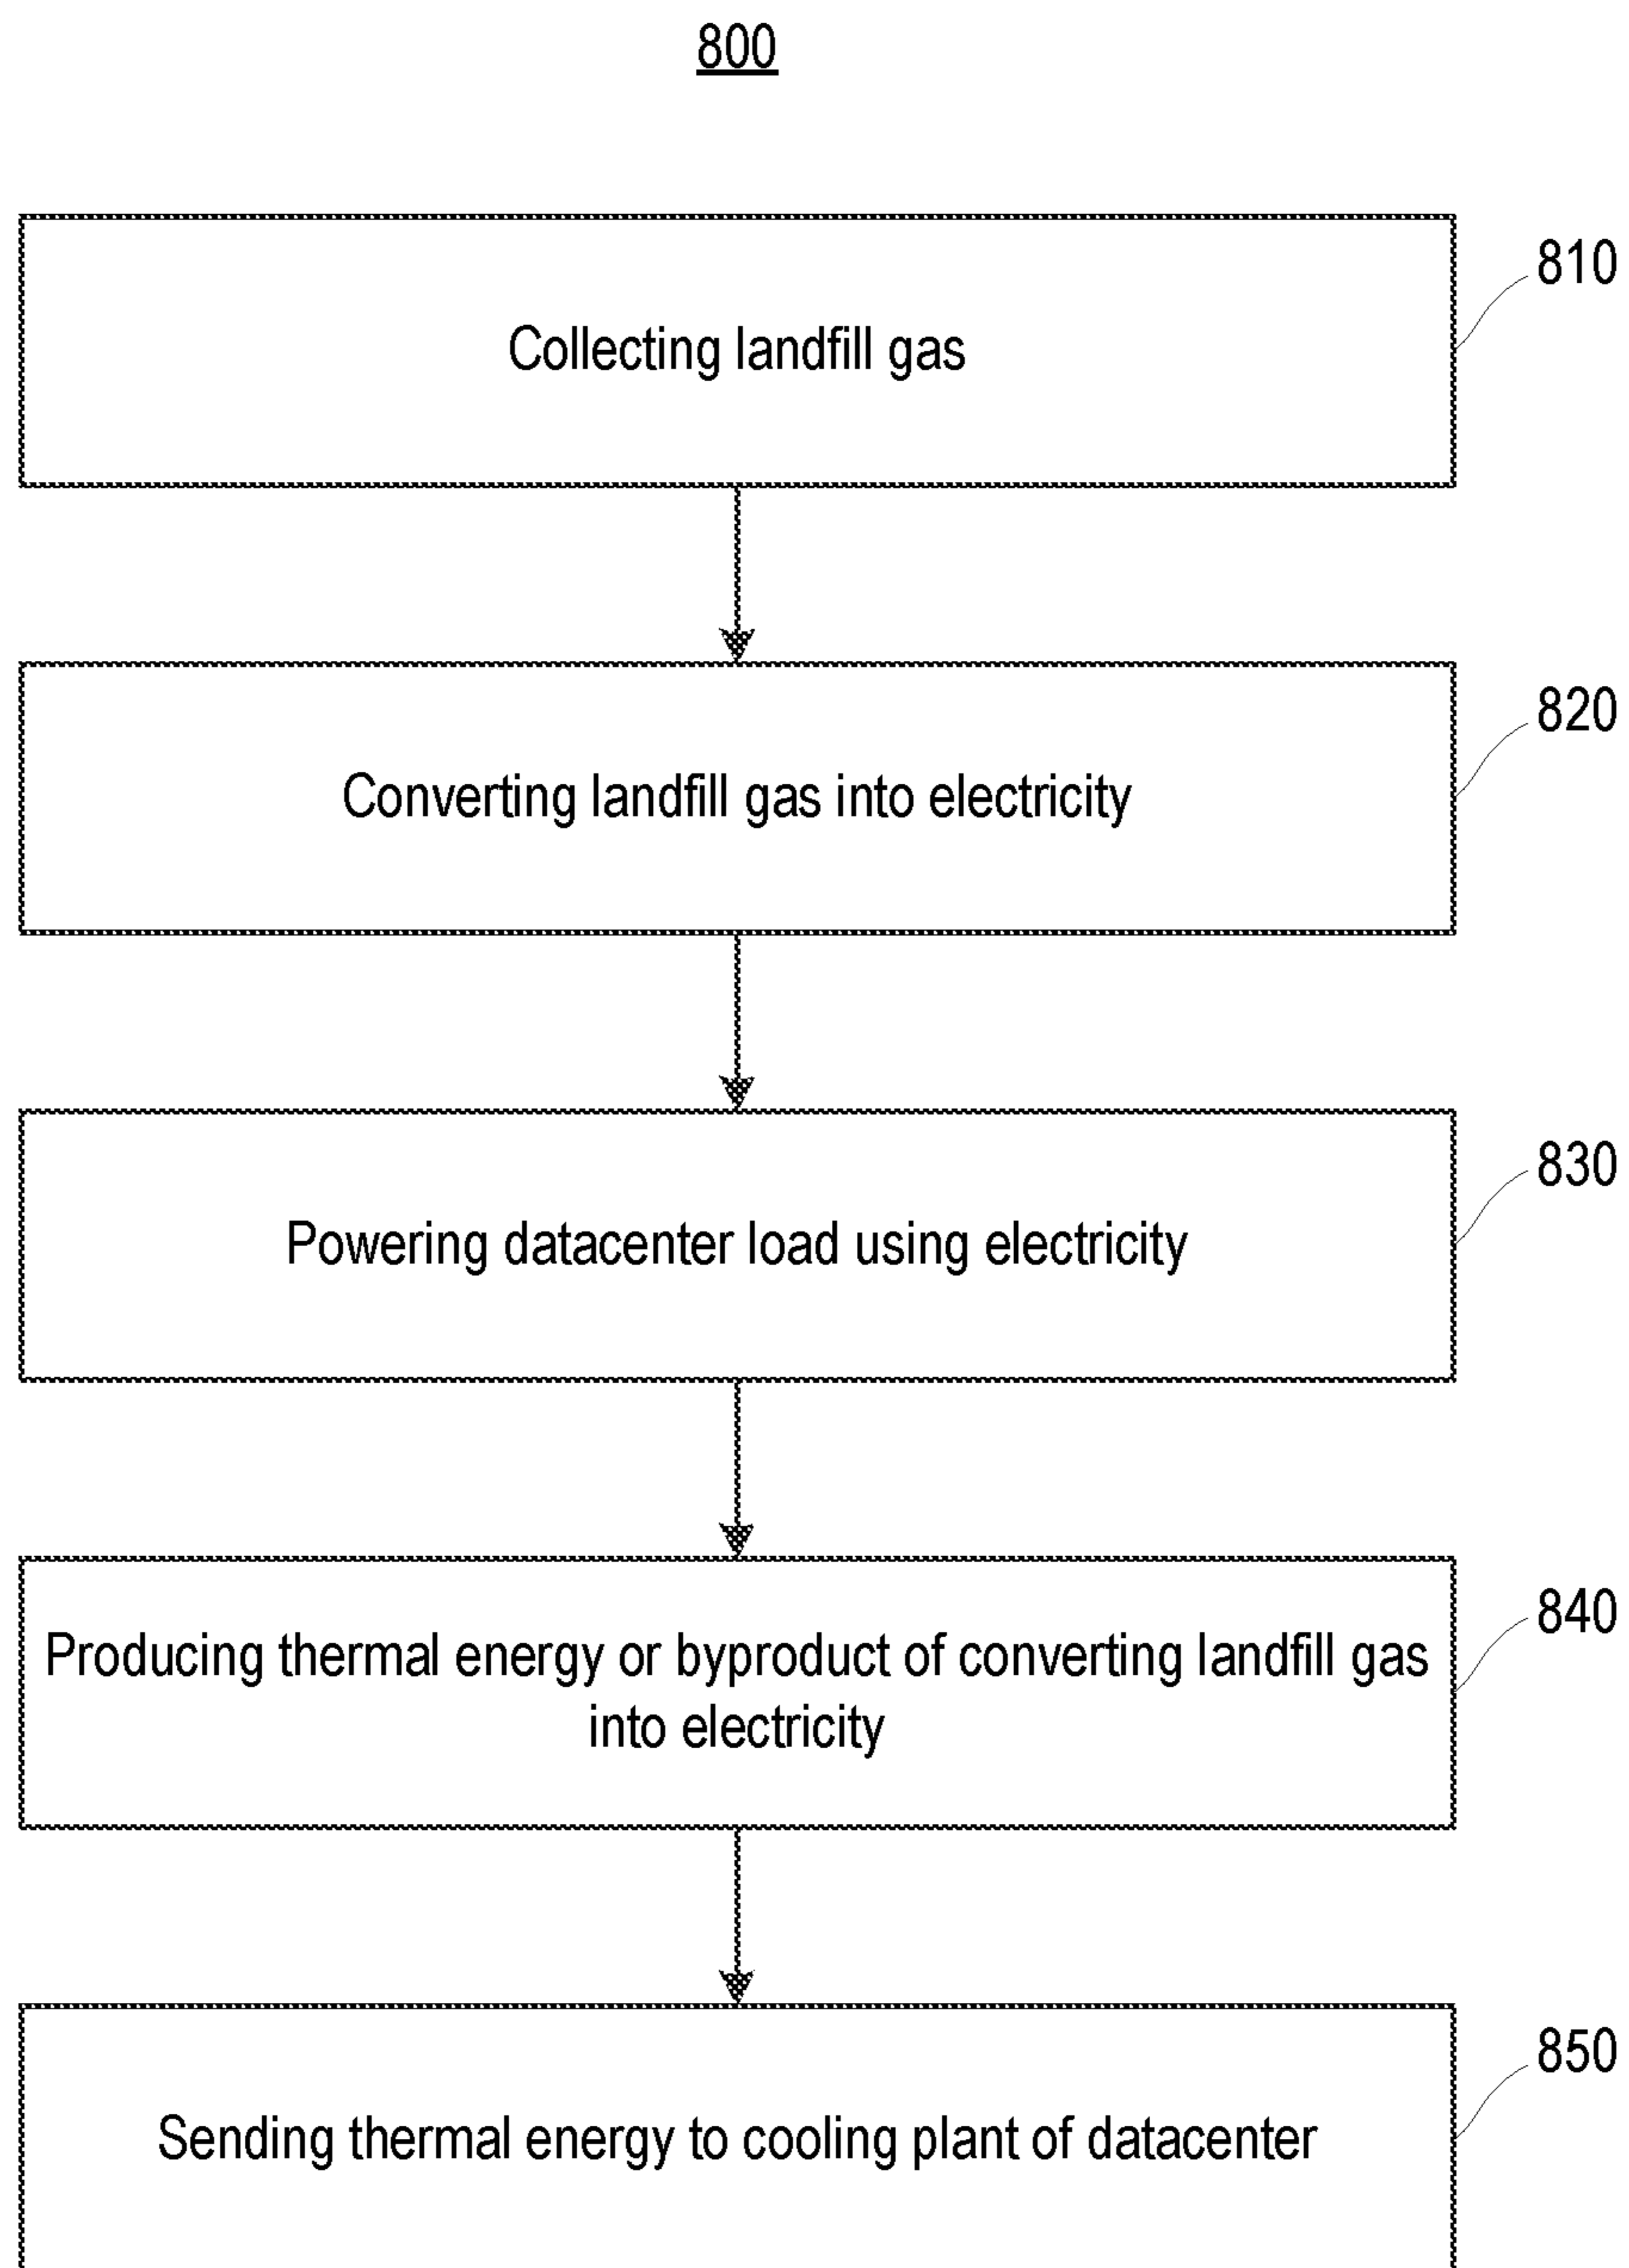 800
810
Collecting landfill gas
820
Converting landfill gas into electricity
830
Powering datacenter load using electricity
840
Producing thermal energy or byproduct of converting landfill gas
into electricity
850
Sending thermal energy to cooling plant of datacenter